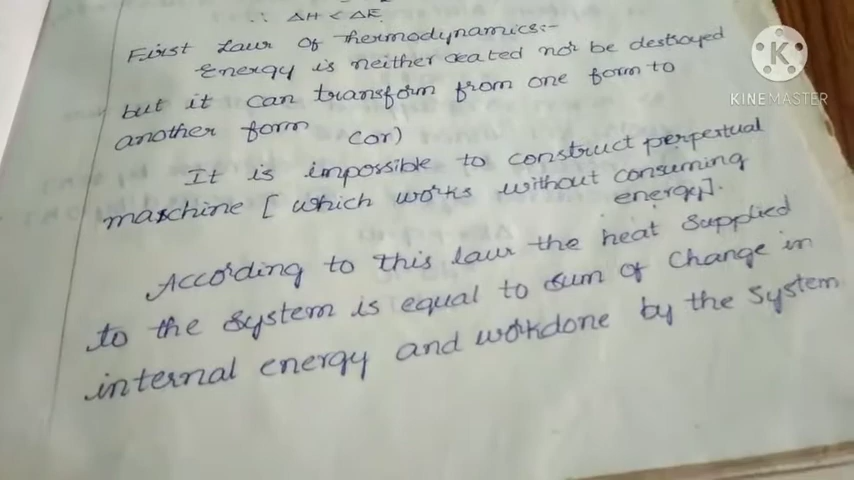 ∴ ΔH < ΔE
First Law Of Thermodynamics:-
Energy is neither ceated nor be destroyed
but it can transform from one form to
another form
(or)
It is impossible to construct perpetual
maschine [ which works without consuming
energy].
According to this law the heat supplied
to the system is equal to sum of change in
internal energy and workdone by the system
KINEMASTER